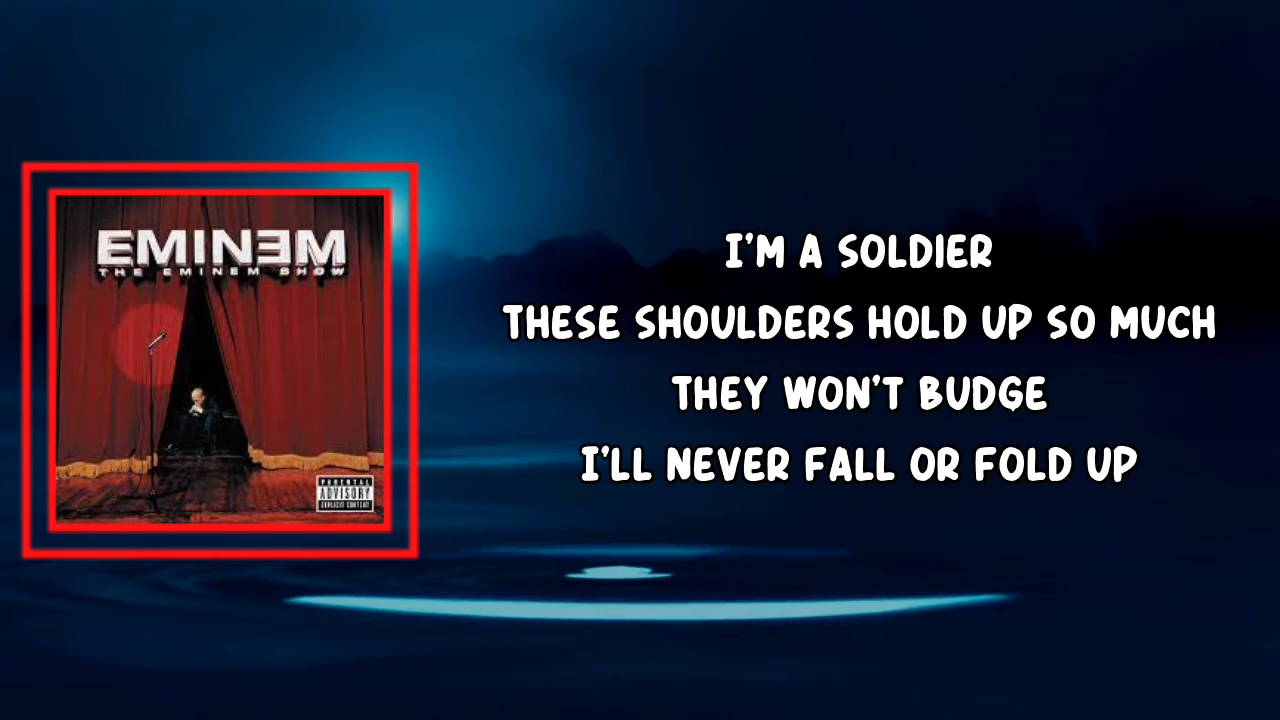 EMINEM
THE EMINEM SHOW
PARENTAL
ADVISORY
EXPLICIT CONTENT
I'M A SOLDIER
THESE SHOULDERS HOLD UP SO MUCH
THEY WON'T BUDGE
I'LL NEVER FALL OR FOLD UP